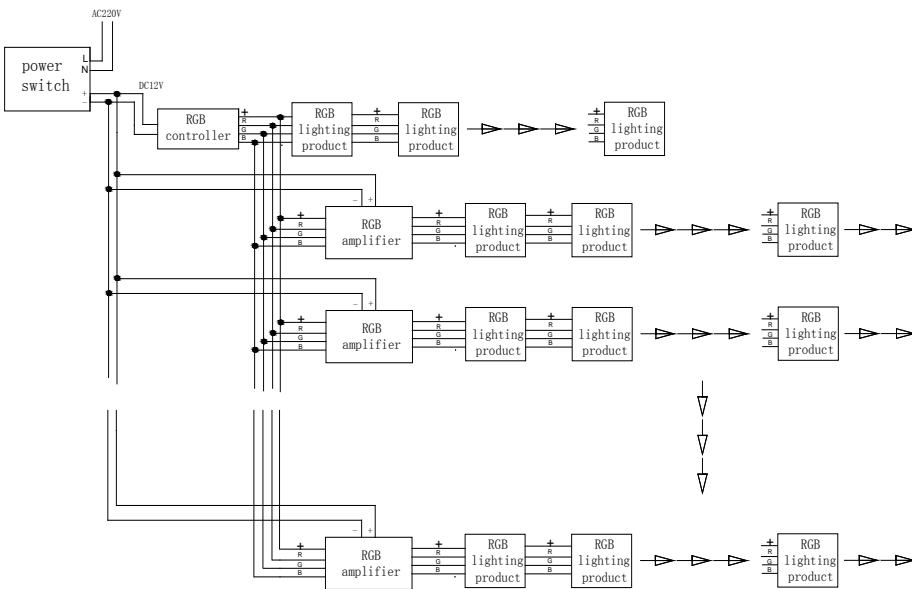 AC220V
L
N
power
switch
+
−
DC12V
RGB
controller
+
R
G
B
RGB
lighting
product
+
R
G
B
RGB
lighting
product
+
R
G
B
RGB
lighting
product
− +
+
R
G
B
RGB
amplifier
+
R
G
B
RGB
lighting
product
+
R
G
B
RGB
lighting
product
+
R
G
B
RGB
lighting
product
− +
+
R
G
B
RGB
amplifier
+
R
G
B
RGB
lighting
product
+
R
G
B
RGB
lighting
product
+
R
G
B
RGB
lighting
product
− +
+
R
G
B
RGB
amplifier
+
R
G
B
RGB
lighting
product
+
R
G
B
RGB
lighting
product
+
R
G
B
RGB
lighting
product